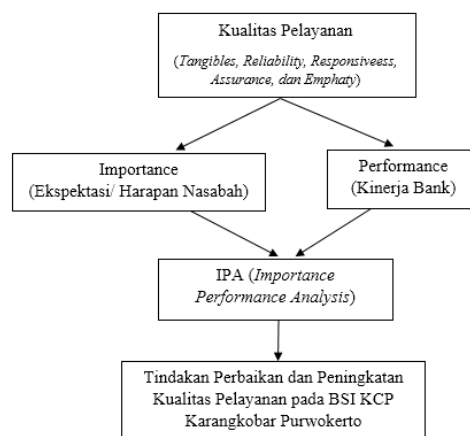 Kualitas Pelayanan
(Tangibles, Reliability, Responsiveess,
Assurance, dan Emphaty)
Importance
(Ekspektasi/ Harapan Nasabah)
Performance
(Kinerja Bank)
IPA (Importance
Performance Analysis)
Tindakan Perbaikan dan Peningkatan
Kualitas Pelayanan pada BSI KCP
Karangkobar Purwokerto